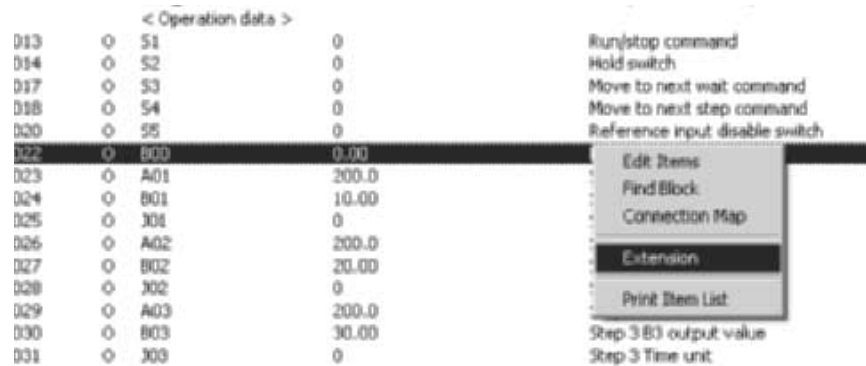 < Operation data >
013 ◇ S1 0 Run/stop command
014 ◇ S2 0 Hold switch
017 ◇ S3 0 Move to next wait command
018 ◇ S4 0 Move to next step command
020 ◇ S5 0 Reference input disable switch
022 ◇ B00 0.00
023 ◇ A01 200.0
024 ◇ B01 10.00
025 ◇ J01 0
026 ◇ A02 200.0
027 ◇ B02 20.00
028 ◇ J02 0
029 ◇ A03 200.0
030 ◇ B03 30.00 Step 3 B3 output value
031 ◇ J03 0 Step 3 Time unit
Edit Items
Find Block
Connection Map
Extension
Print Item List